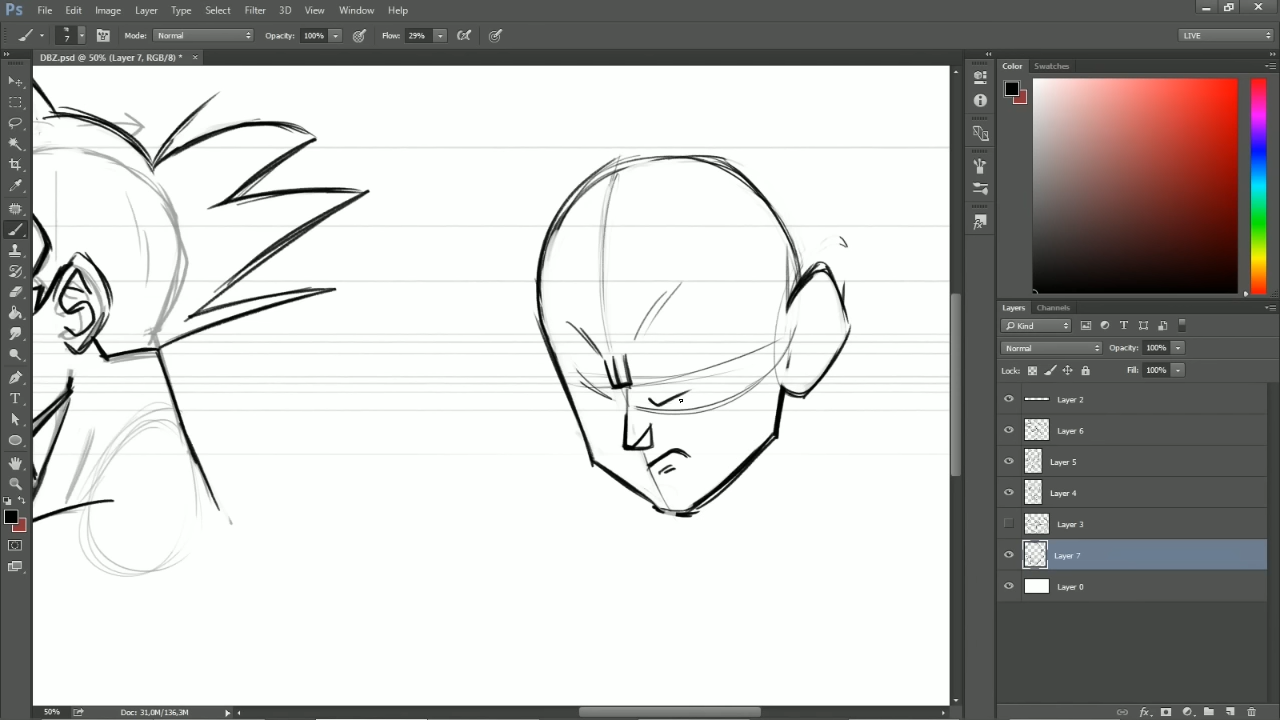 Ps File Edit Image Layer Type Select Filter 3D View Window Help
7 Mode: Normal Opacity: 100% Flow: 29% LIVE
DBZ.psd @ 50% (Layer 7, RGB/8) * ×
Color Swatches
Layers Channels
Kind
Normal Opacity: 100%
Lock: Fill: 100%
Layer 2
Layer 6
Layer 5
Layer 4
Layer 3
Layer 7
Layer 0
50% Doc: 31,0M/136,3M